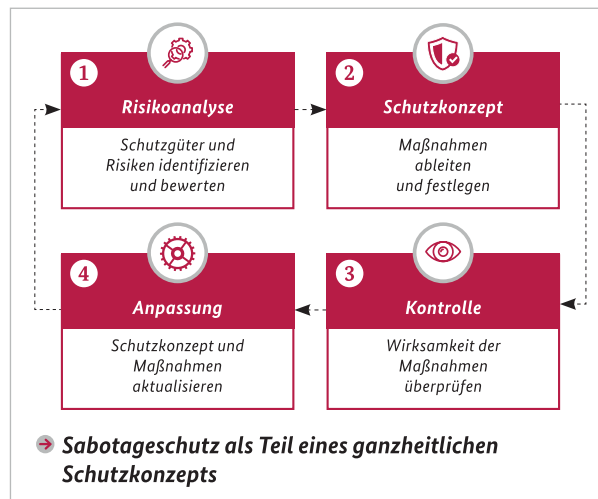 1
Risikoanalyse
Schutzgüter und
Risiken identifizieren
und bewerten
2
Schutzkonzept
Maßnahmen
ableiten
und festlegen
3
Kontrolle
Wirksamkeit der
Maßnahmen
überprüfen
4
Anpassung
Schutzkonzept und
Maßnahmen
aktualisieren
Sabotageschutz als Teil eines ganzheitlichen
Schutzkonzepts